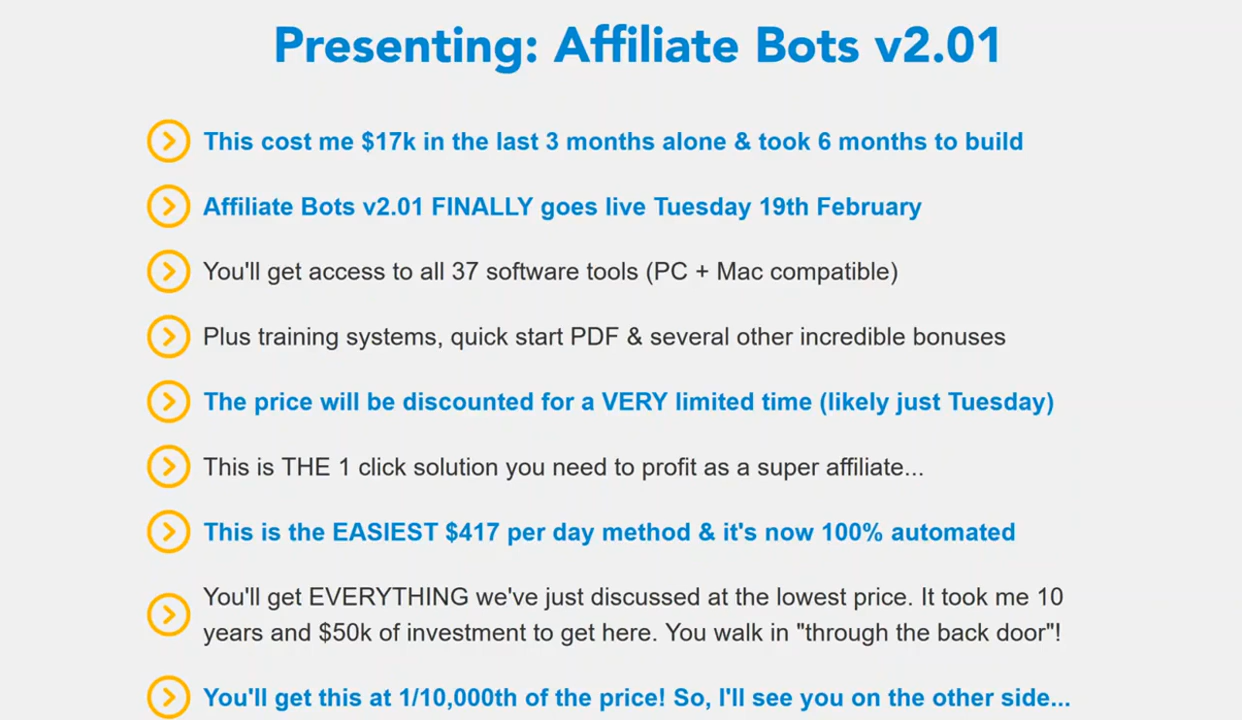 Presenting: Affiliate Bots v2.01
This cost me $17k in the last 3 months alone & took 6 months to build
Affiliate Bots v2.01 FINALLY goes live Tuesday 19th February
You'll get access to all 37 software tools (PC + Mac compatible)
Plus training systems, quick start PDF & several other incredible bonuses
The price will be discounted for a VERY limited time (likely just Tuesday)
This is THE 1 click solution you need to profit as a super affiliate...
This is the EASIEST $417 per day method & it's now 100% automated
You'll get EVERYTHING we've just discussed at the lowest price. It took me 10
years and $50k of investment to get here. You walk in "through the back door"!
You'll get this at 1/10,000th of the price! So, I'll see you on the other side...